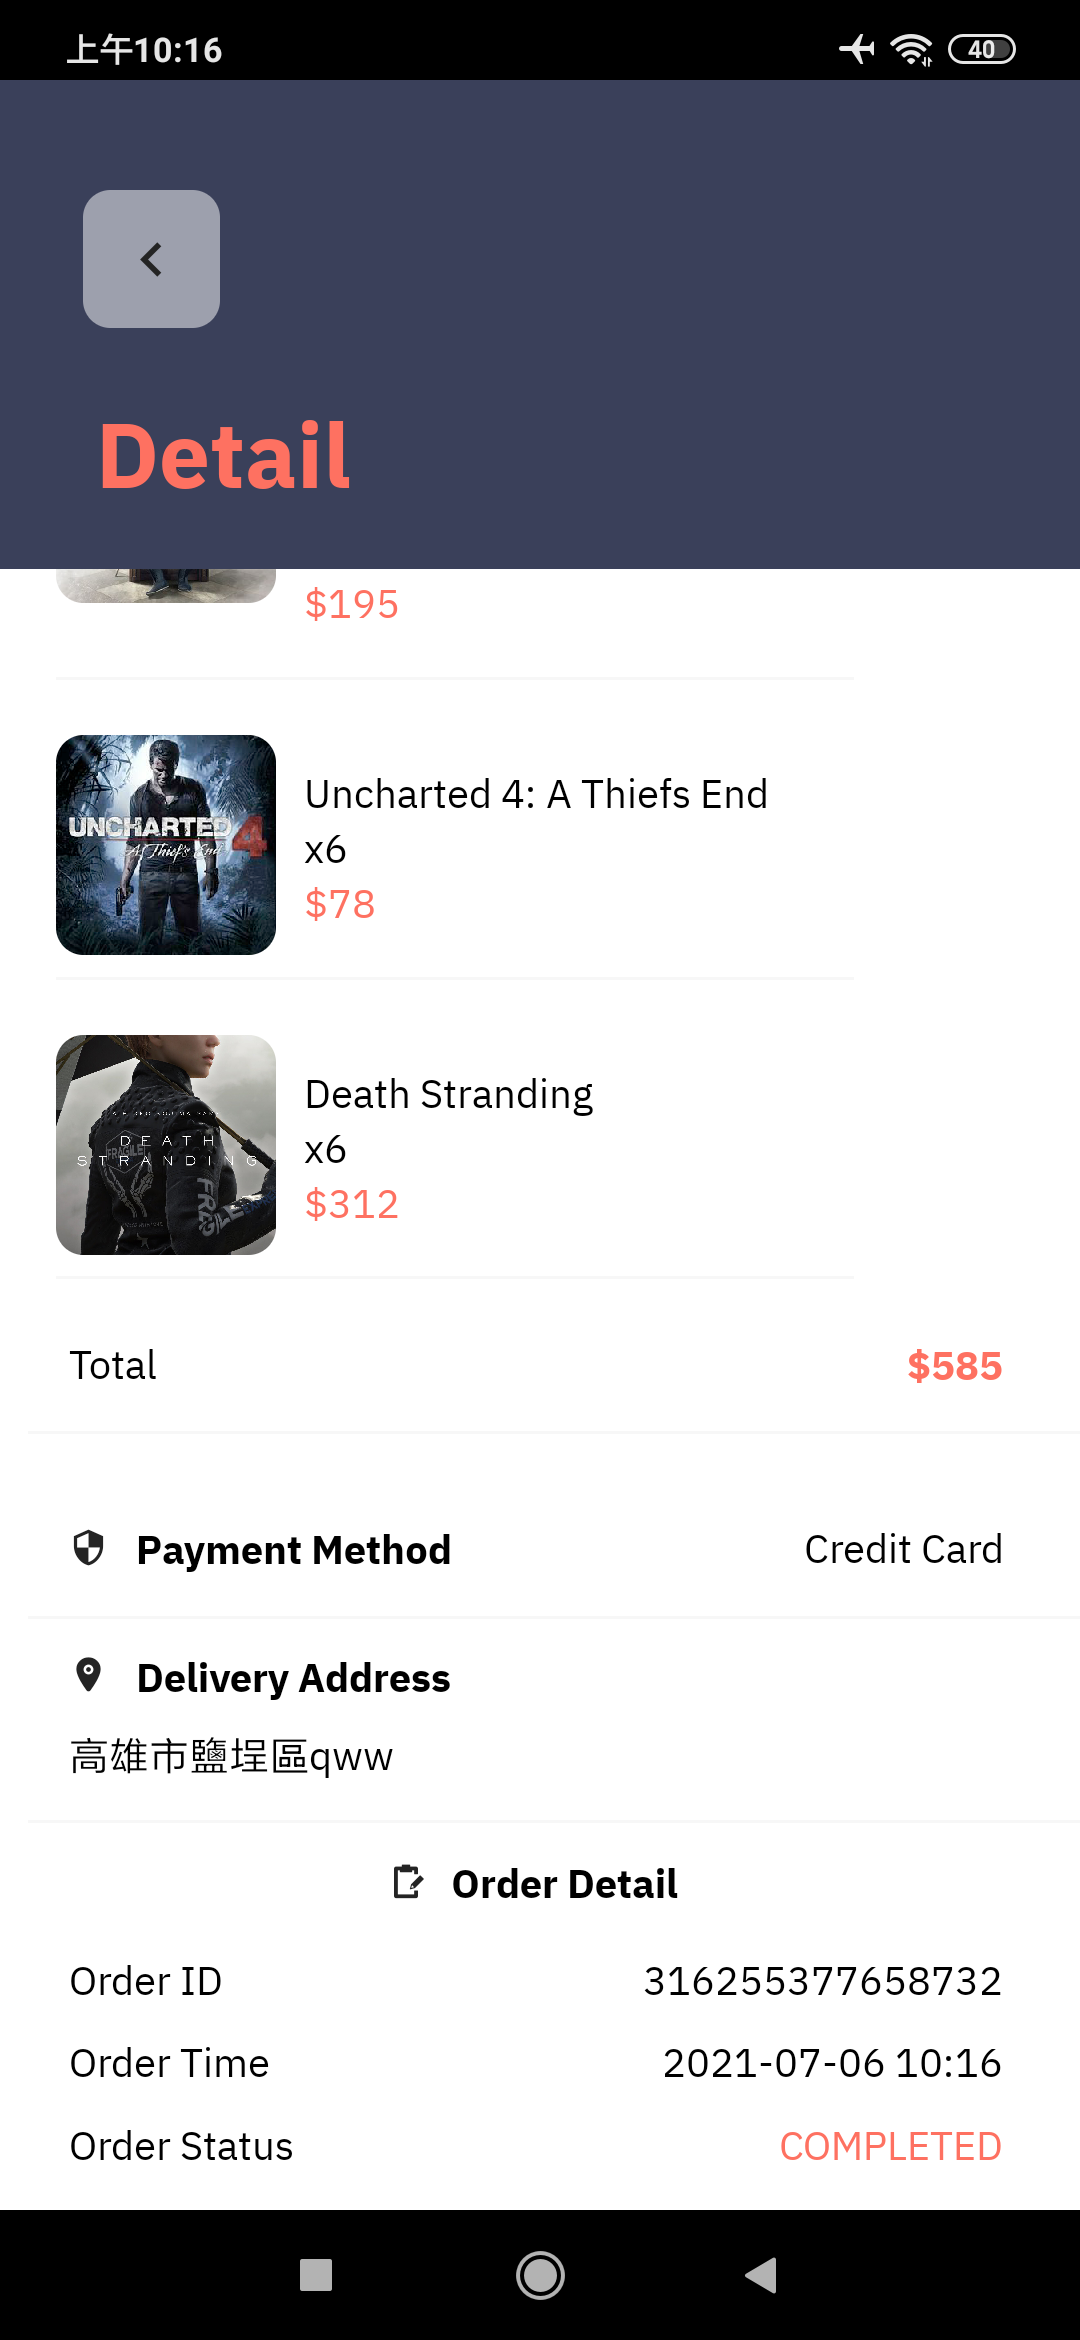 上午10:16
40
Detail
$195
UNCHARTED 4
A Thief's End
Uncharted 4: A Thiefs End
x6
$78
DEATH
STRANDING
FRAGILE
Death Stranding
x6
$312
Total
$585
Payment Method
Credit Card
Delivery Address
高雄市鹽埕區qww
Order Detail
Order ID
316255377658732
Order Time
2021-07-06 10:16
Order Status
COMPLETED